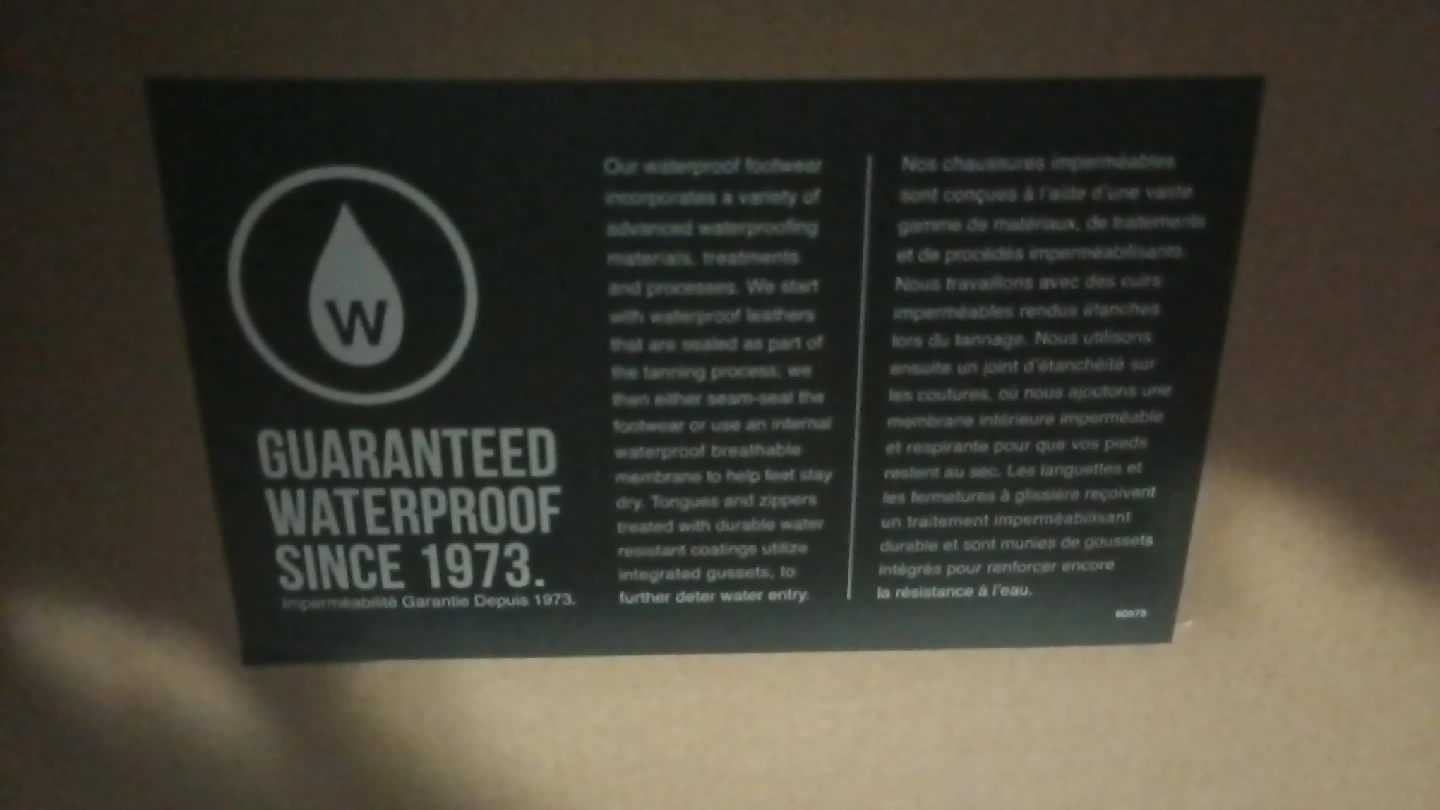 W
GUARANTEED
WATERPROOF
SINCE 1973.
Imperméabilité Garantie Depuis 1973.
Our waterproof footwear
incorporates a variety of
advanced waterproofing
materials, treatments
and processes. We start
with waterproof leathers
that are sealed as part of
the tanning process, we
then either seam-seal the
footwear or use an internal
waterproof breathable
membrane to help feet stay
dry. Tongues and zippers
treated with durable water
resistant coatings utilize
integrated gussets, to
further deter water entry.
Nos chaussures imperméables
sont conçues à l'aide d'une vaste
gamme de matériaux, de traitements
et de procédés imperméabilisants.
Nous travaillons avec des cuirs
imperméables rendus étanches
lors du tannage. Nous utilisons
ensuite un joint d'étanchéité sur
les coutures, où nous ajoutons une
membrane intérieure imperméable
et respirante pour que vos pieds
restent au sec. Les languettes et
les fermetures à glissière reçoivent
un traitement imperméabilisant
durable et sont munies de goussets
intégrés pour renforcer encore
la résistance à l'eau.
60575